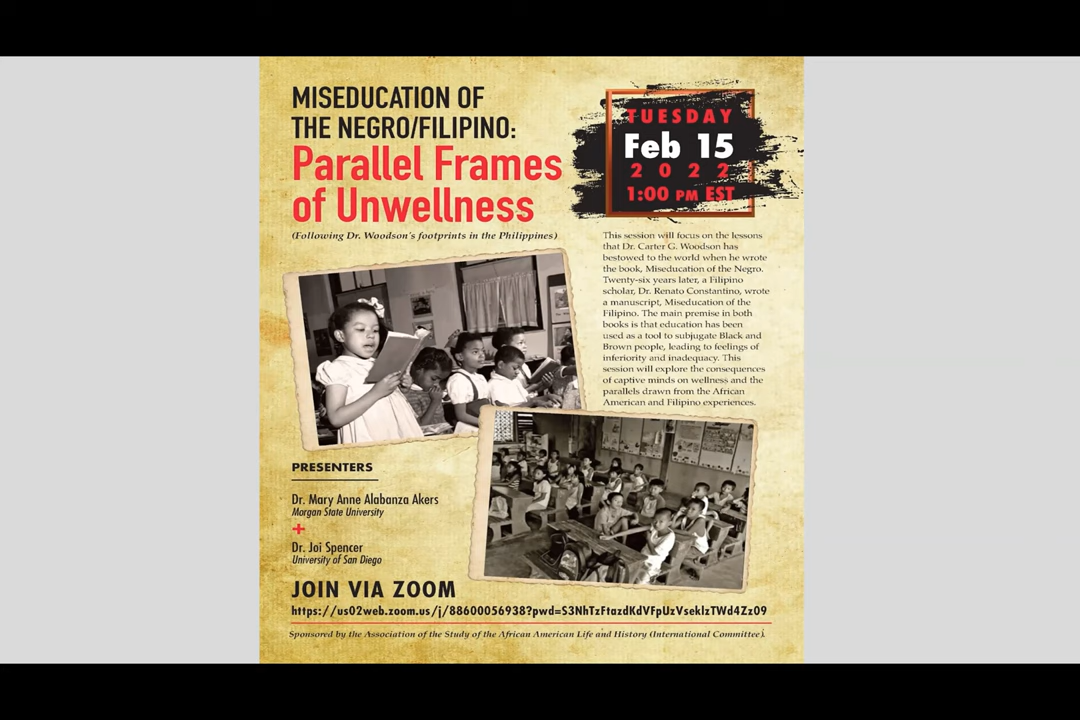 MISEDUCATION OF
THE NEGRO/FILIPINO:
Parallel Frames
of Unwellness
(Following Dr. Woodson's footprints in the Philippines)
TUESDAY
Feb 15
2022
1:00 PM EST
This session will focus on the lessons
that Dr. Carter G. Woodson has
bestowed to the world when he wrote
the book, Miseducation of the Negro.
Twenty-six years later, a Filipino
scholar, Dr. Renato Constantino, wrote
a manuscript, Miseducation of the
Filipino. The main premise in both
books is that education has been
used as a tool to subjugate Black and
Brown people, leading to feelings of
inferiority and inadequacy. This
session will explore the consequences
of captive minds on wellness and the
parallels drawn from the African
American and Filipino experiences.
PRESENTERS
Dr. Mary Anne Alabanza Akers
Morgan State University
+
Dr. Joi Spencer
University of San Diego
JOIN VIA ZOOM
https://us02web.zoom.us/j/88600056938?pwd=S3NhTzFtazdKdVFpUzVseklzTWd4Zz09
Sponsored by the Association of the Study of the African American Life and History (International Committee).